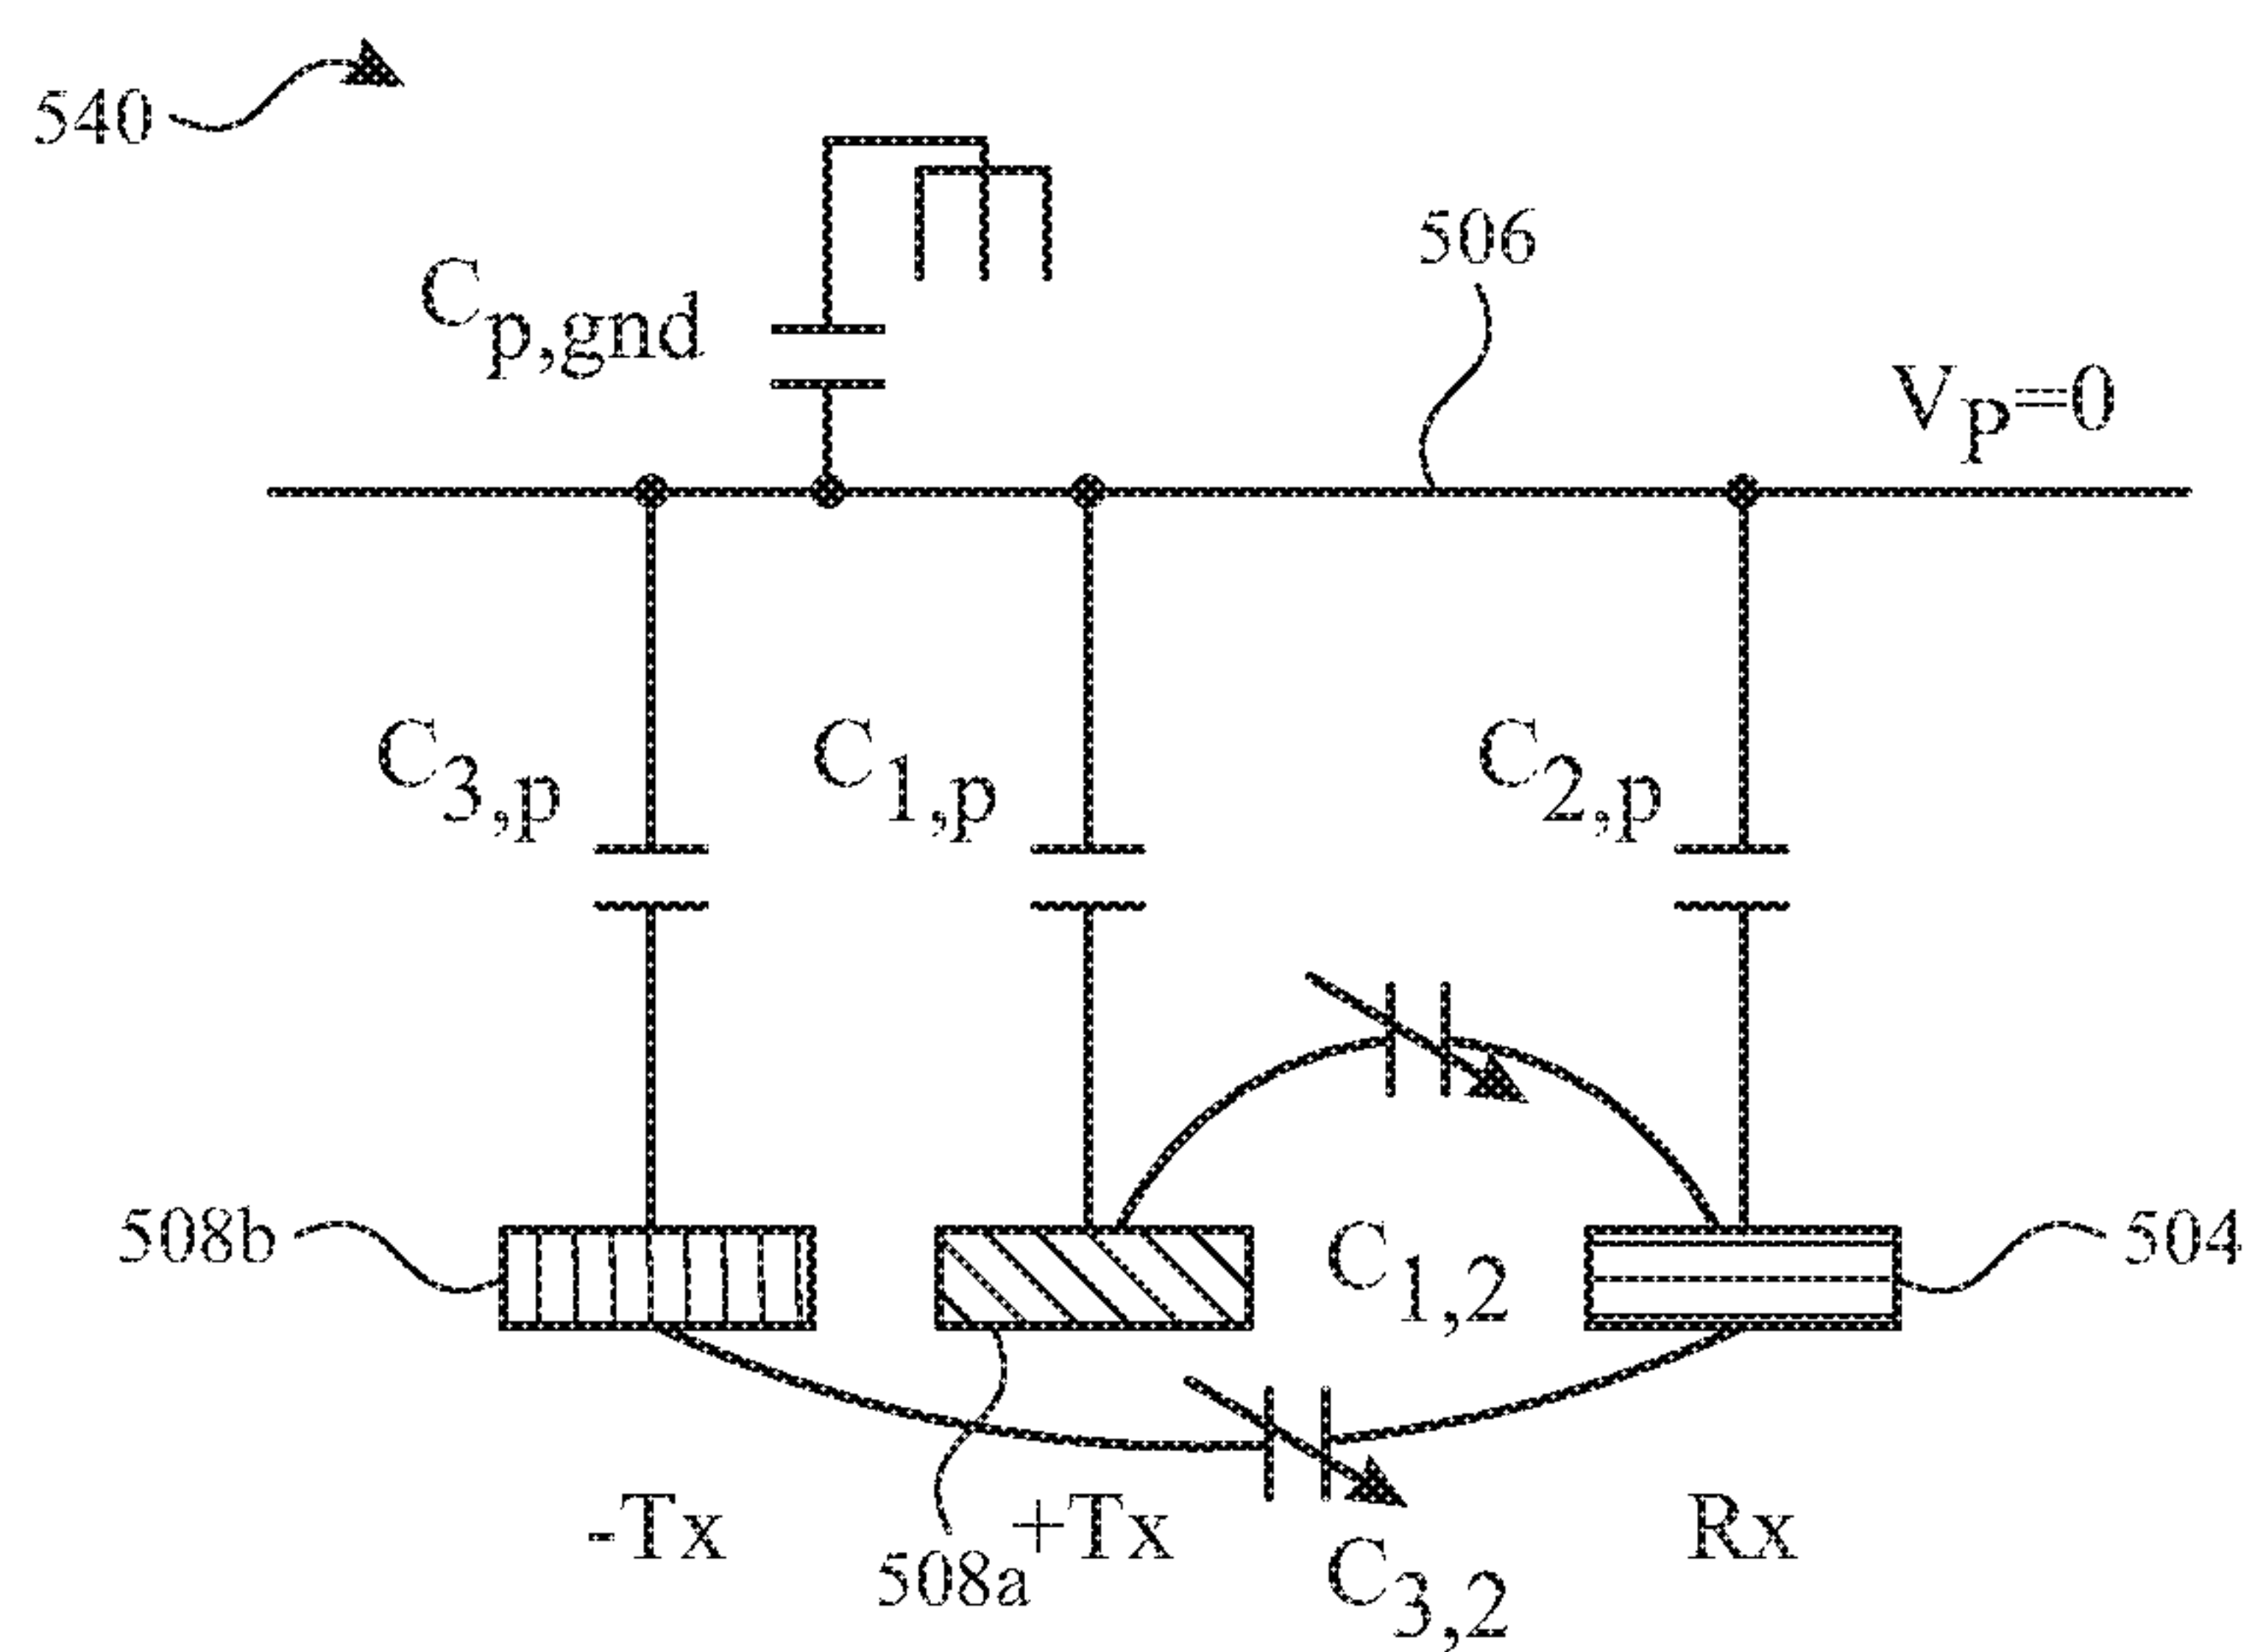 540
506
Cp,gnd
VP=0
C3,p
C1,p
C2,p
508b
C1,2
504
-Tx
+Tx
Rx
508a
C3,2